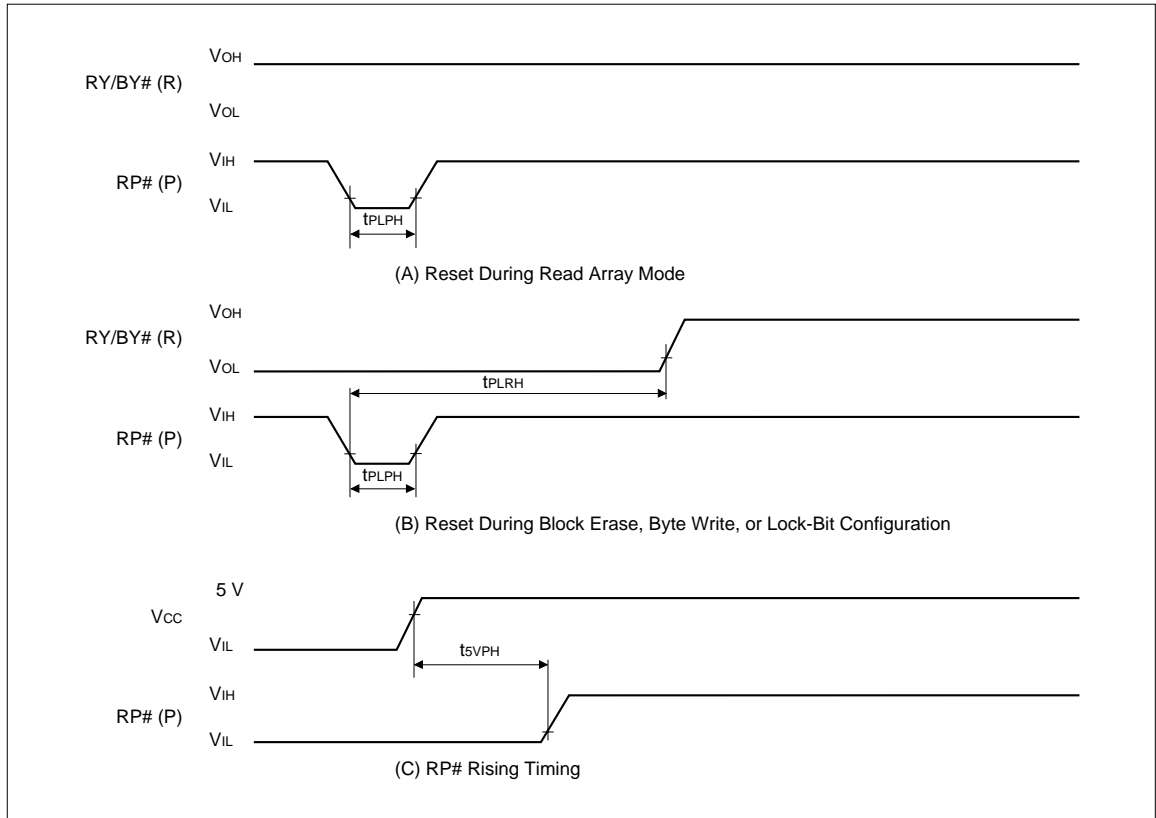 VOH
RY/BY# (R)
VOL
VIH
RP# (P)
VIL
tPLPH
(A) Reset During Read Array Mode
VOH
RY/BY# (R)
VOL
tPLRH
VIH
RP# (P)
VIL
tPLPH
(B) Reset During Block Erase, Byte Write, or Lock-Bit Configuration
5 V
VCC
VIL
t5VPH
VIH
RP# (P)
VIL
(C) RP# Rising Timing